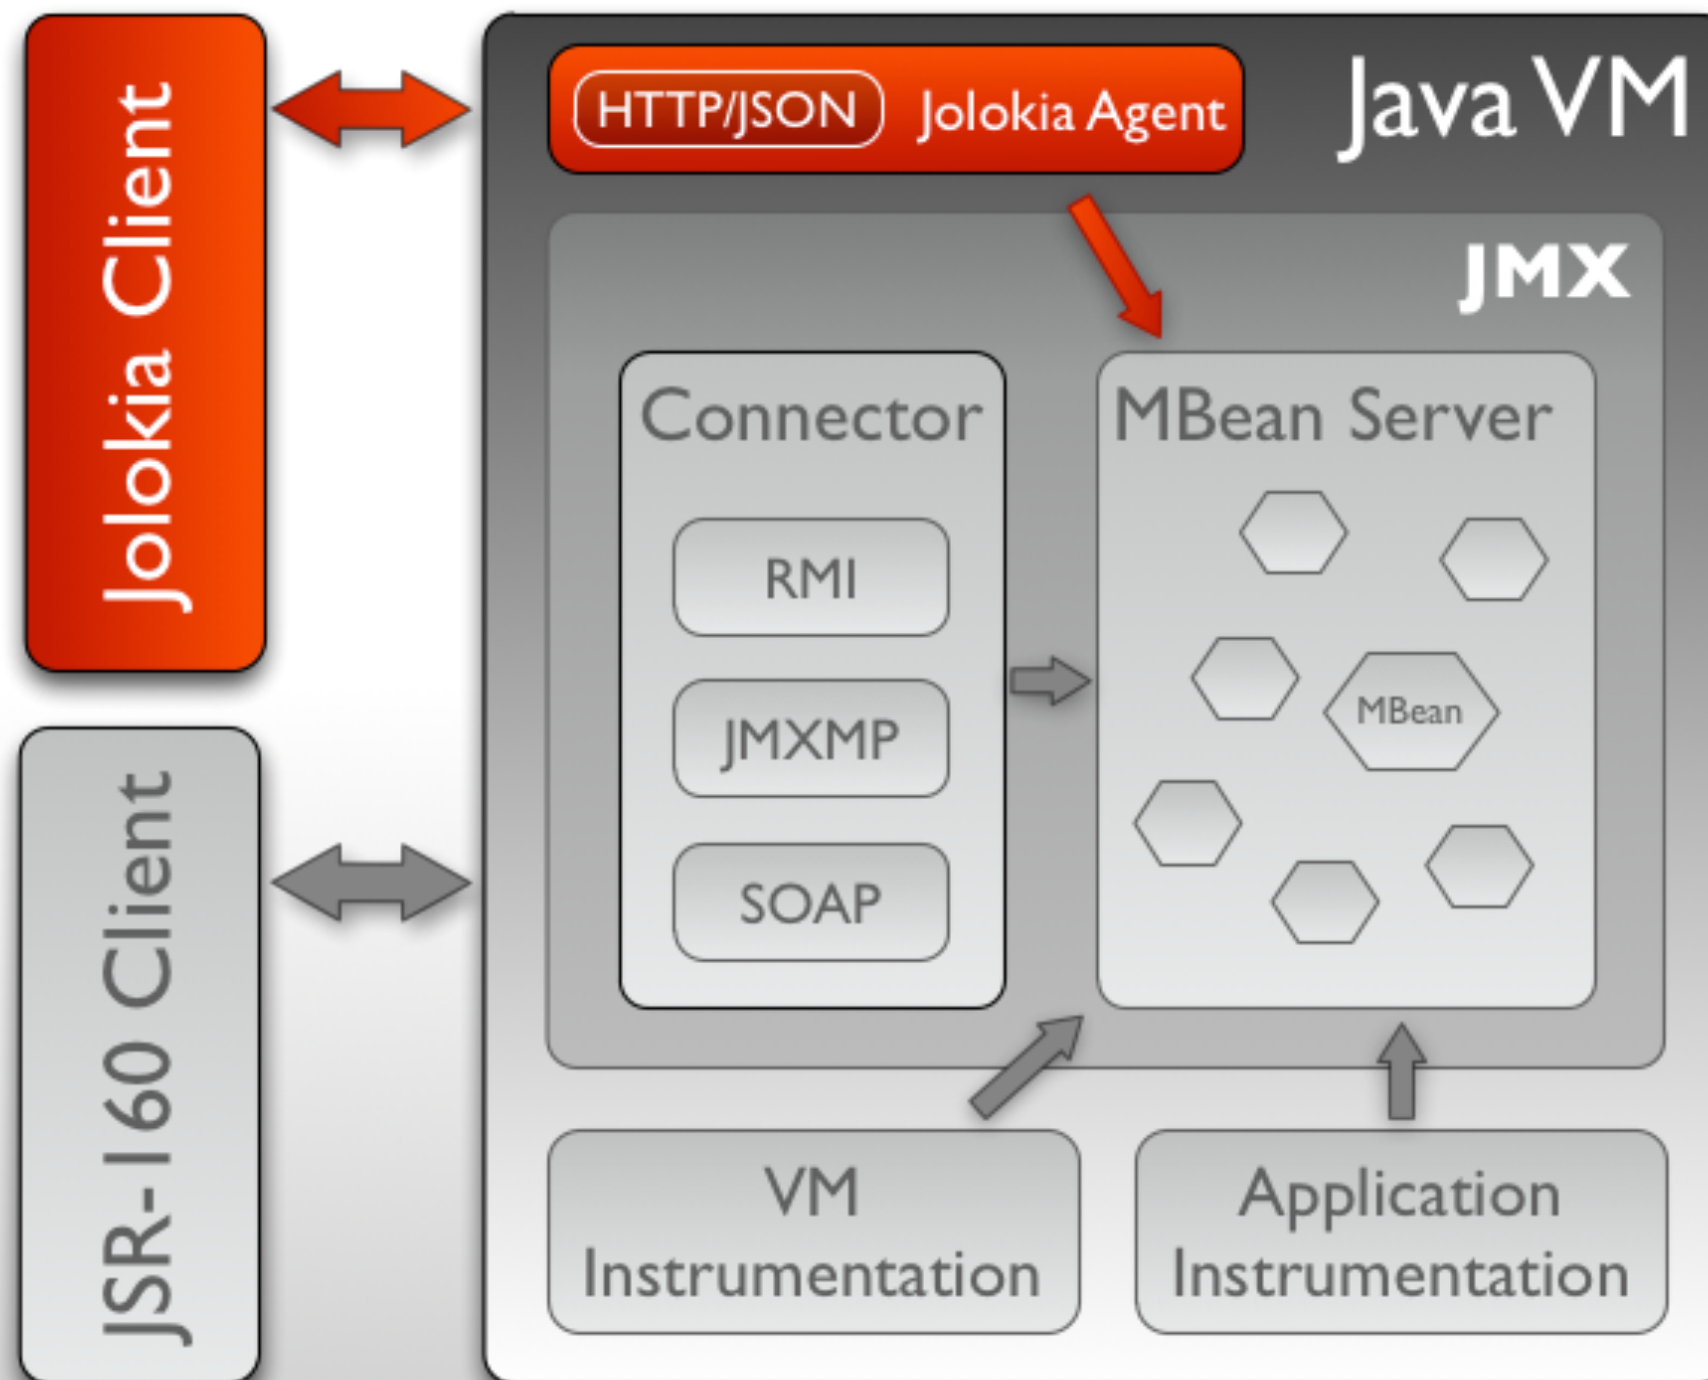 Jolokia Client
HTTP/JSON
Jolokia Agent
Java VM
JMX
Connector
RMI
JMXMP
SOAP
MBean Server
MBean
JSR-160 Client
VM
Instrumentation
Application
Instrumentation